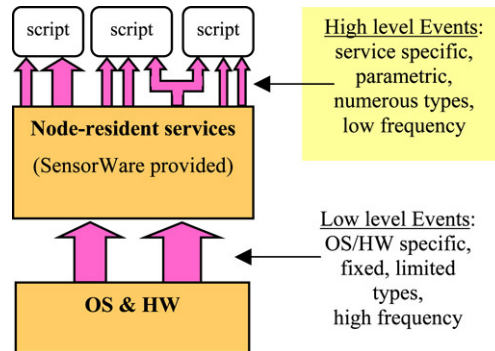 script
script
script
High level Events:
service specific,
parametric,
numerous types,
low frequency
Node-resident services
(SensorWare provided)
Low level Events:
OS/HW specific,
fixed, limited
types,
high frequency
OS & HW